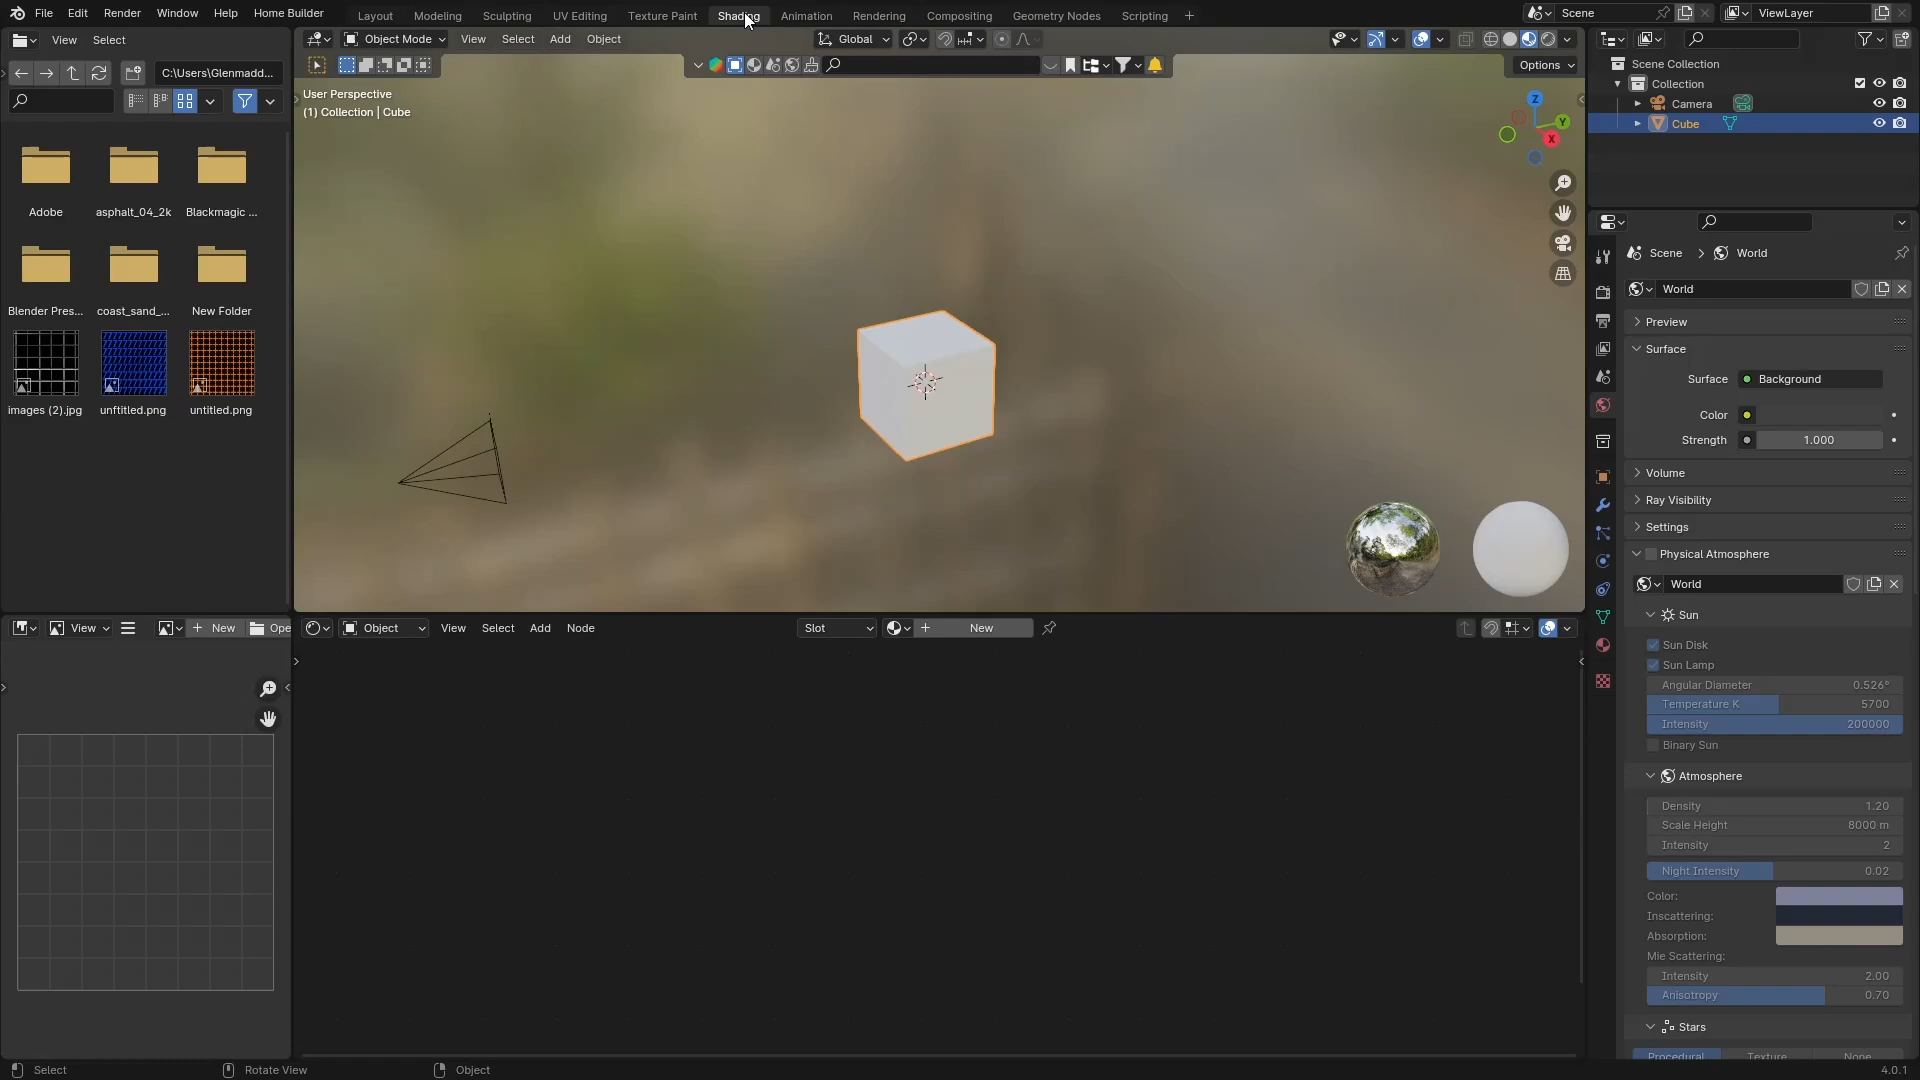 File Edit Render Window Help Home Builder Layout Modeling Sculpting UV Editing Texture Paint Shading Animation Rendering Compositing Geometry Nodes Scripting + Scene ViewLayer
View Select
Object Mode View Select Add Object Global
C:\Users\Glenmadd...
Options
User Perspective
(1) Collection | Cube
Z
Y
X
Adobe asphalt_04_2k Blackmagic ...
Blender Pres... coast_sand_... New Folder
images (2).jpg unftitled.png untitled.png
Scene Collection
Collection
Camera
Cube
Scene > World
World
Preview
Surface
Surface Background
Color
Strength 1.000
Volume
Ray Visibility
Settings
Physical Atmosphere
World
Sun
Sun Disk
Sun Lamp
Angular Diameter 0.526°
Temperature K 5700
Intensity 200000
Binary Sun
Atmosphere
Density 1.20
Scale Height 8000 m
Intensity 2
Night Intensity 0.02
Color:
Inscattering:
Absorption:
Mie Scattering:
Intensity 2.00
Anisotropy 0.70
Stars
Procedural Texture None
View + New Ope
Object View Select Add Node Slot + New
Select Rotate View Object 4.0.1